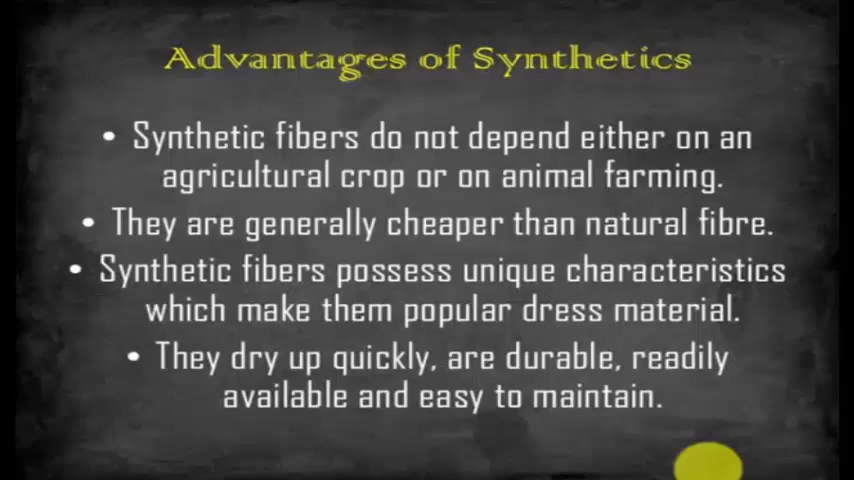 Advantages of Synthetics
• Synthetic fibers do not depend either on an
agricultural crop or on animal farming.
• They are generally cheaper than natural fibre.
• Synthetic fibers possess unique characteristics
which make them popular dress material.
• They dry up quickly, are durable, readily
available and easy to maintain.